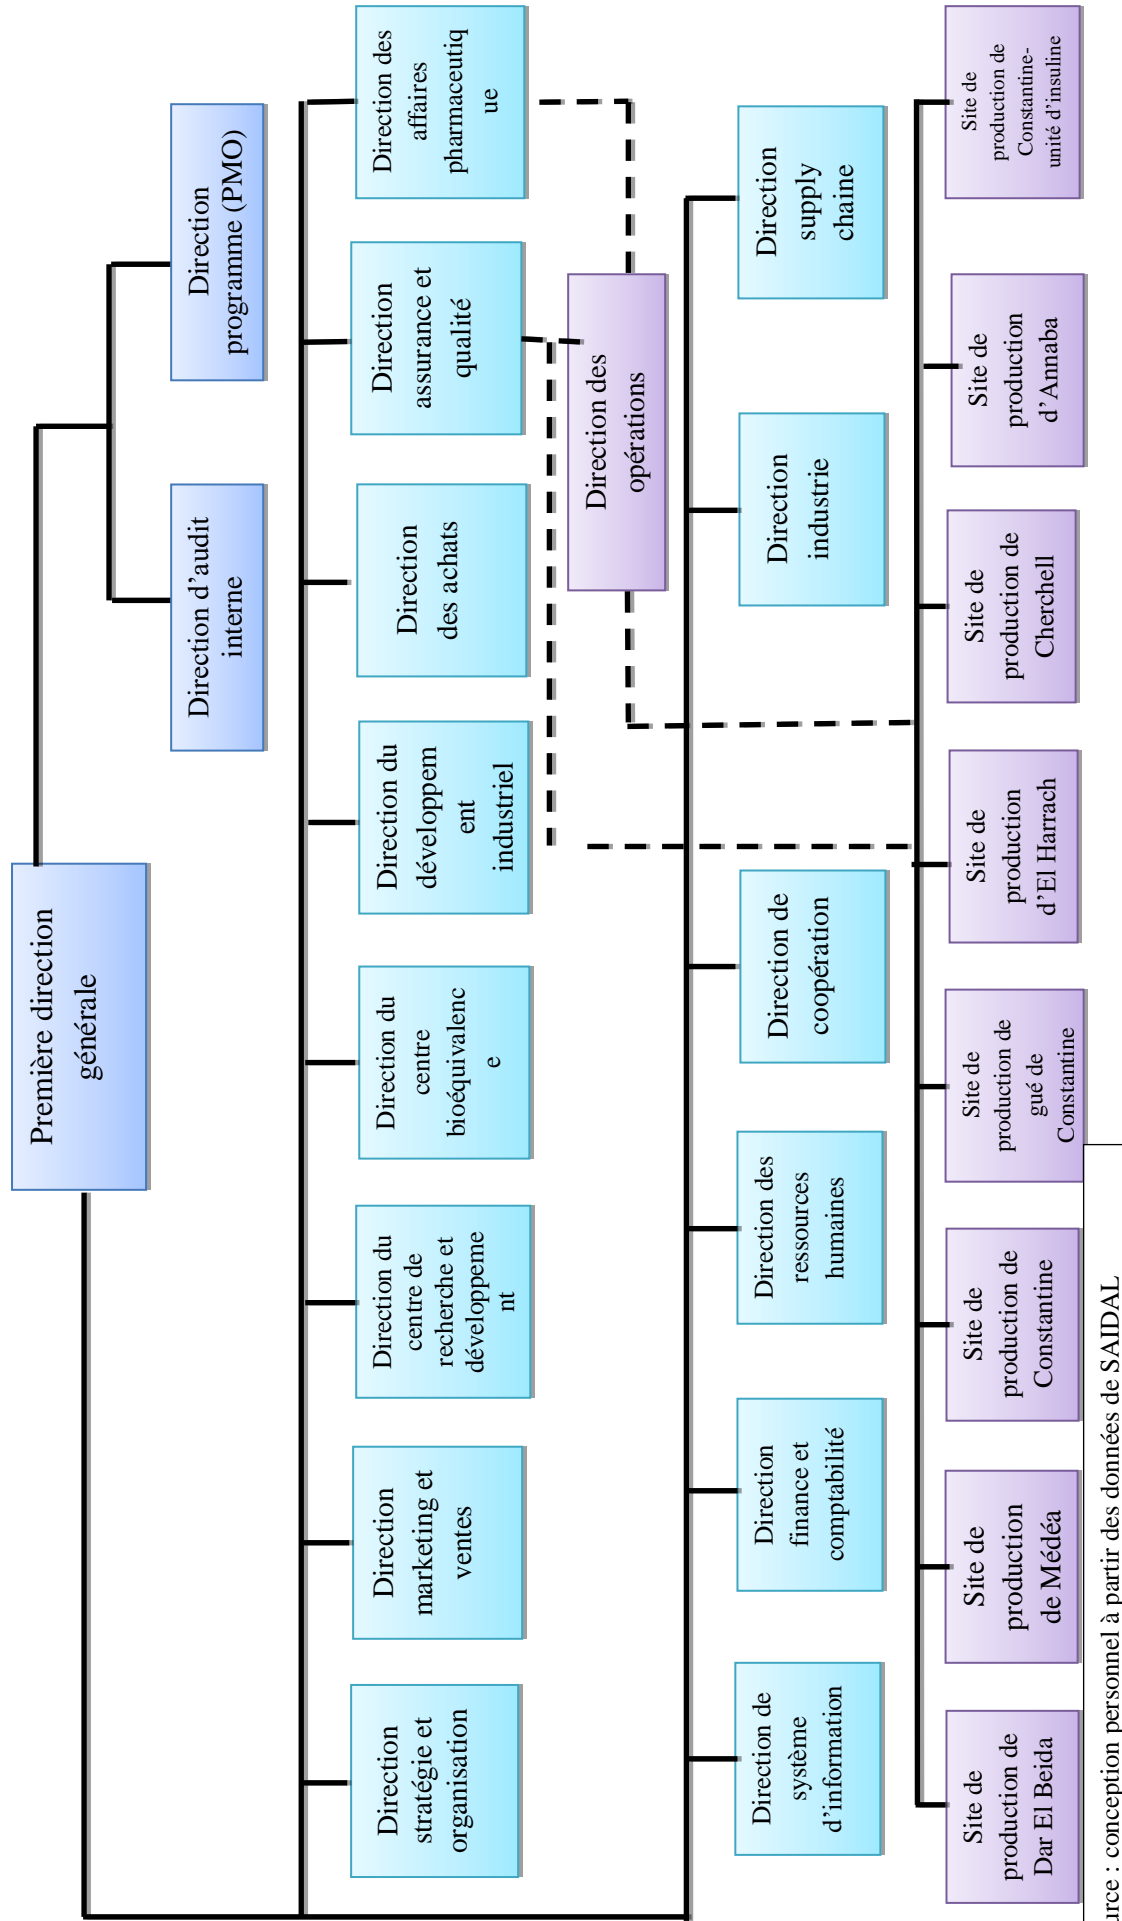 Première direction
générale
Direction d'audit
interne
Direction
programme (PMO)
Direction
stratégie et
organisation
Direction
marketing et
ventes
Direction du
centre de
recherche et
développeme
nt
Direction du
centre
bioéquivalenc
e
Direction du
développem
ent
industriel
Direction
des achats
Direction
assurance et
qualité
Direction des
affaires
pharmaceutiq
ue
Direction des
opérations
Direction de
système
d'information
Direction
finance et
comptabilité
Direction des
ressources
humaines
Direction de
coopération
Direction
industrie
Direction
supply
chaine
Site de
production de
Dar El Beida
Site de
production
de Médéa
Site de
production de
Constantine
Site de
production de
gué de
Constantine
Site de
production
d'El Harrach
Site de
production de
Cherchell
Site de
production
d'Annaba
Site de
production de
Constantine-
unité d'insuline
urce : conception personnel à partir des données de SAIDAL